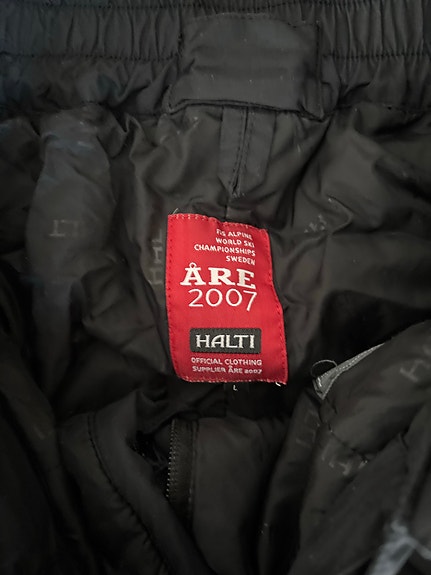 FIS ALPINE
WORLD SKI
CHAMPIONSHIPS
SWEDEN
ÅRE
2007
HALTI
OFFICIAL CLOTHING
SUPPLIER ÅRE 2007
L